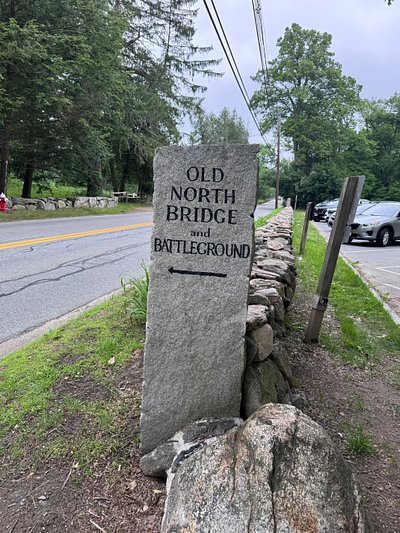 OLD
NORTH
BRIDGE
and
BATTLEGROUND